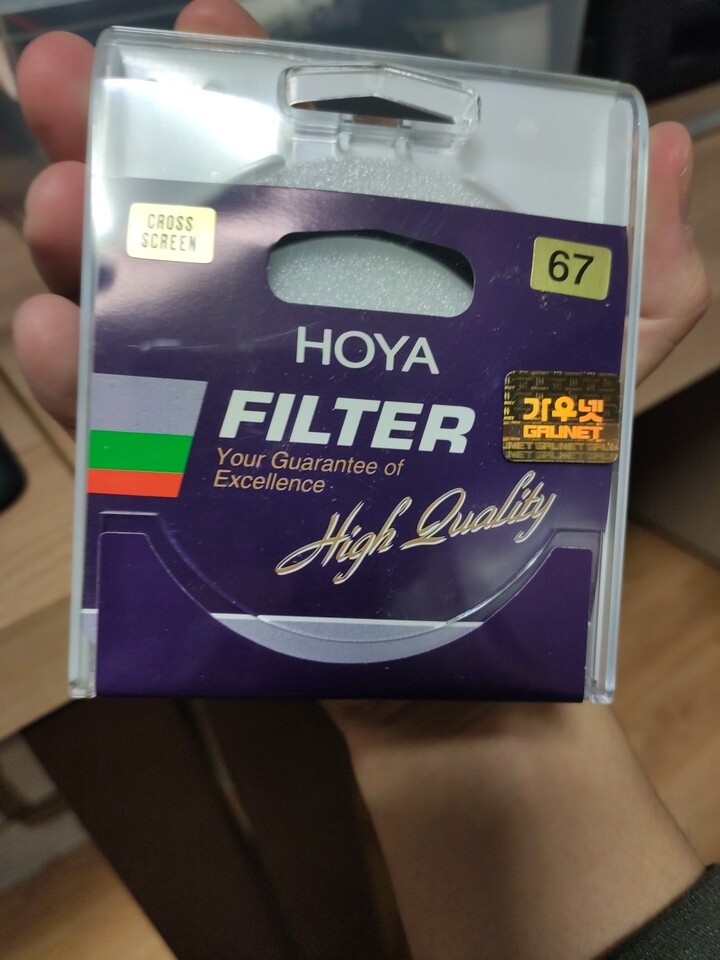 CROSS
SCREEN
67
HOYA
FILTER
Your Guarantee of
Excellence
High Quality
가우넷
GAUNET